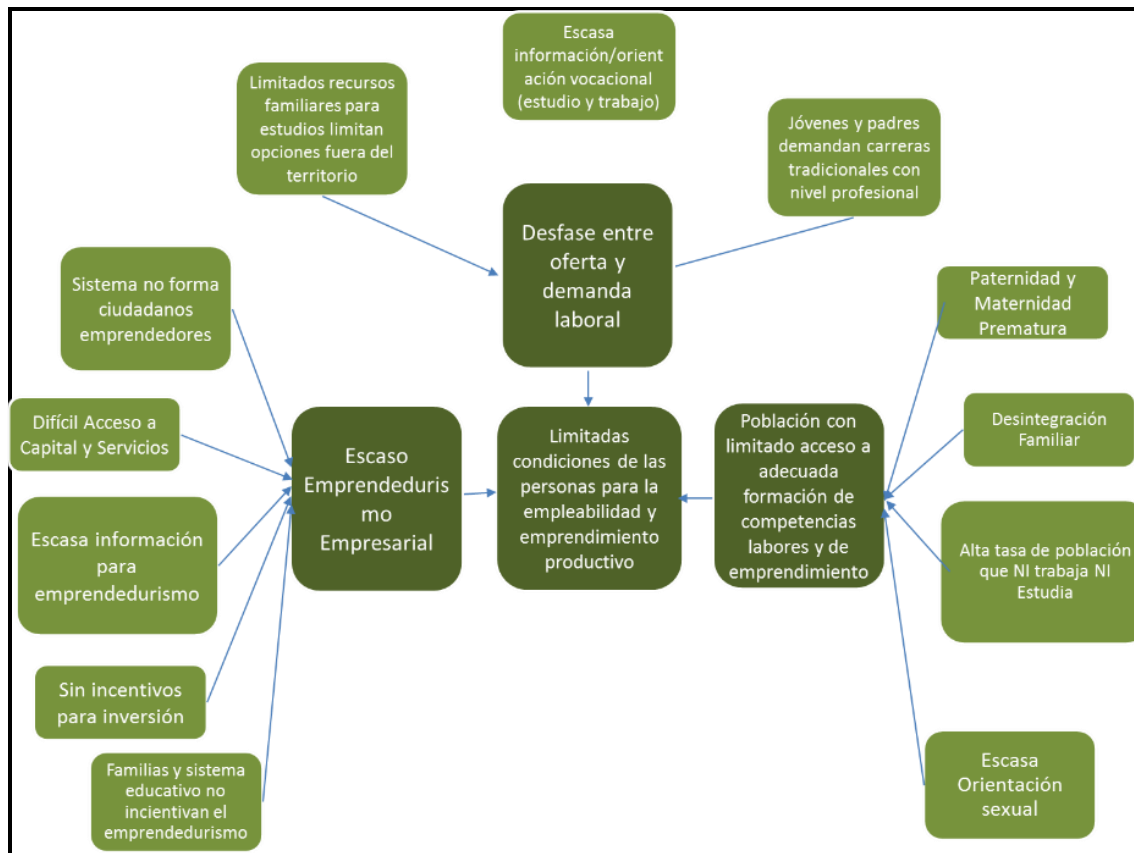 Escasa
información/orient
ación vocacional
(estudio y trabajo)
Limitados recursos
familiares para
estudios limitan
opciones fuera del
territorio
Jóvenes y padres
demandan carreras
tradicionales con
nivel profesional
Desfase entre
oferta y
demanda
laboral
Sistema no forma
ciudadanos
emprendedores
Paternidad y
Maternidad
Prematura
Difícil Acceso a
Capital y Servicios
Escaso
Emprendeduris
mo
Empresarial
Limitadas
condiciones de las
personas para la
empleabilidad y
emprendimiento
productivo
Población con
limitado acceso a
adecuada
formación de
competencias
labores y de
emprendimiento
Desintegración
Familiar
Escasa información
para
emprendedurismo
Alta tasa de población
que NI trabaja NI
Estudia
Sin incentivos
para inversión
Familias y sistema
educativo no
incientivan el
emprendedurismo
Escasa
Orientación
sexual